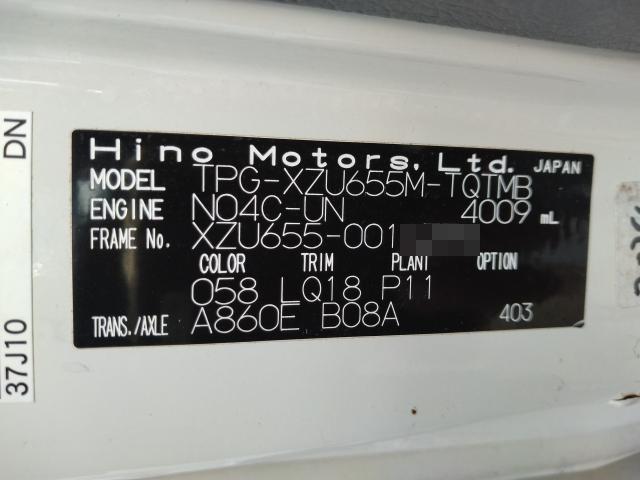 Hino Motors, Ltd. JAPAN
MODEL TPG-XZU655M-TQTMB
ENGINE N04C-UN 4009 mL
FRAME No. XZU655-001
COLOR TRIM PLANT OPTION
058 LQ18 P11
TRANS./AXLE A860E B08A 403
37J10 DN